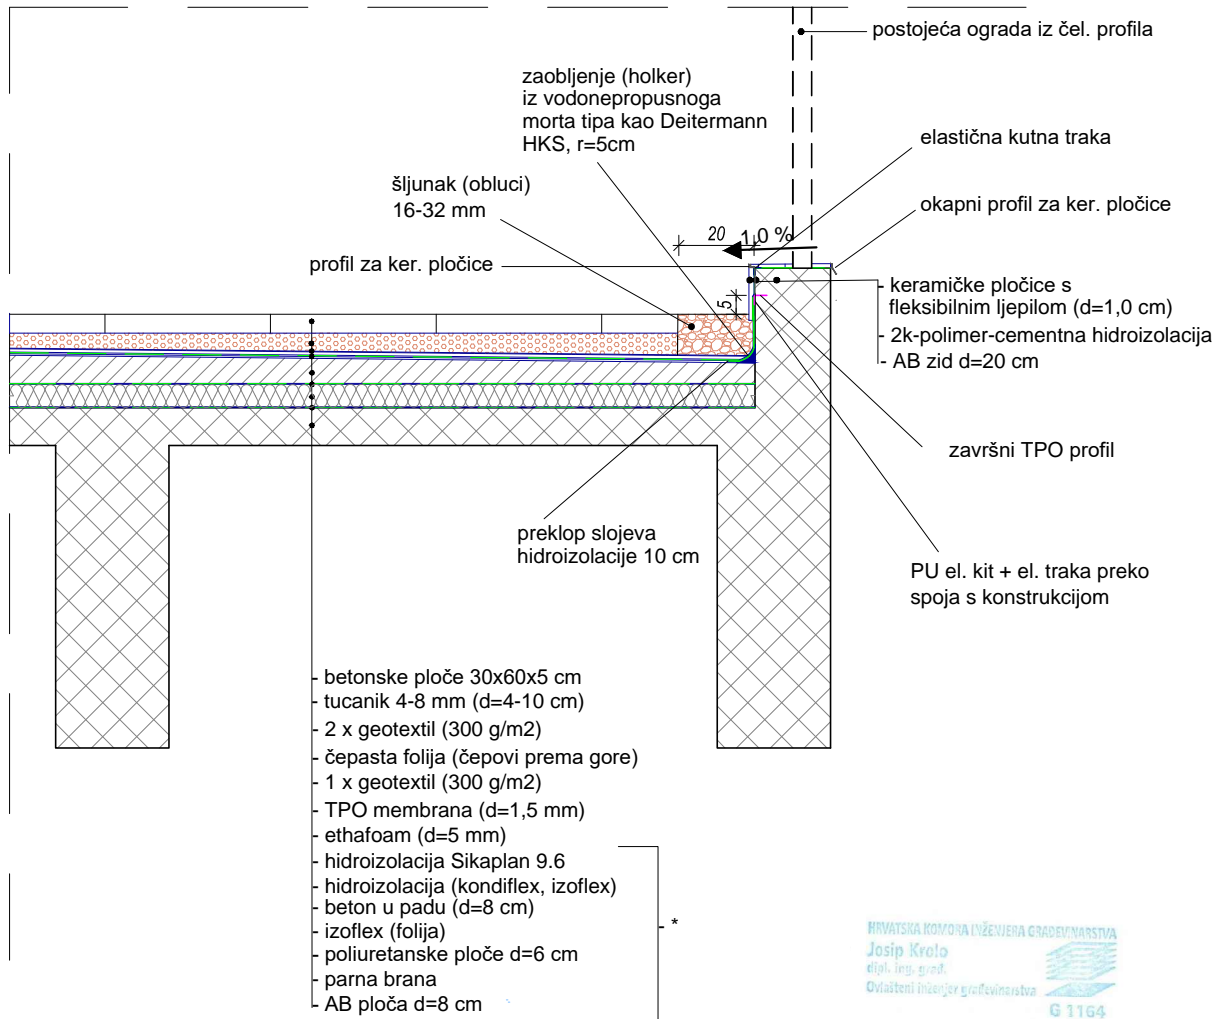 postojeća ograda iz čel. profila
zaobljenje (holker)
iz vodonepropusnoga
morta tipa kao Deitermann
HKS, r=5cm
elastična kutna traka
šljunak (obluci)
16-32 mm
okapni profil za ker. pločice
20
1,0 %
profil za ker. pločice
5
- keramičke pločice s
fleksibilnim ljepilom (d=1,0 cm)
- 2k-polimer-cementna hidroizolacija
- AB zid d=20 cm
završni TPO profil
preklop slojeva
hidroizolacije 10 cm
PU el. kit + el. traka preko
spoja s konstrukcijom
- betonske ploče 30x60x5 cm
- tucanik 4-8 mm (d=4-10 cm)
- 2 x geotextil (300 g/m2)
- čepasta folija (čepovi prema gore)
- 1 x geotextil (300 g/m2)
- TPO membrana (d=1,5 mm)
- ethafoam (d=5 mm)
- hidroizolacija Sikaplan 9.6
- hidroizolacija (kondiflex, izoflex)
- beton u padu (d=8 cm)
- izoflex (folija)
- poliuretanske ploče d=6 cm
- parna brana
- AB ploča d=8 cm
- *
HRVATSKA KOMORA INŽENJERA GRAĐEVINARSTVA
Josip Krolo
dipl. ing. građ.
Ovlašteni inženjer građevinarstva
G 1164